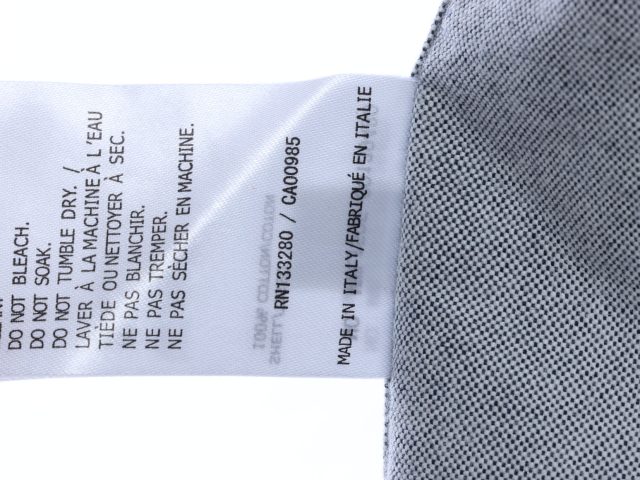 DO NOT BLEACH.
DO NOT SOAK.
DO NOT TUMBLE DRY. /
LAVER À LA MACHINE À L'EAU
TIÈDE OU NETTOYER À SEC.
NE PAS BLANCHIR.
NE PAS TREMPER.
NE PAS SÉCHER EN MACHINE.
RN133280 / CA00985
MADE IN ITALY/FABRIQUÉ EN ITALIE